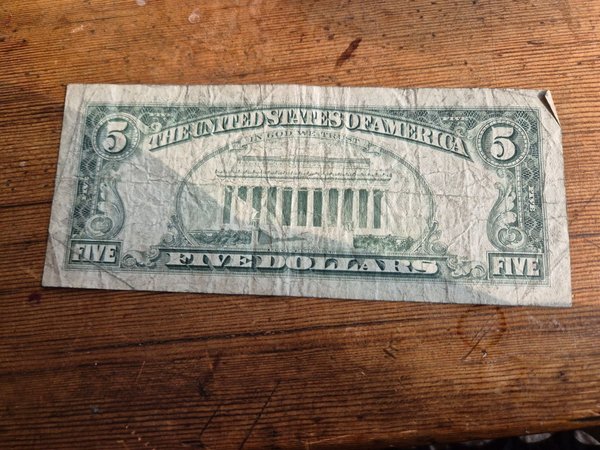 THE UNITED STATES OF AMERICA
5 5
IN GOD WE TRUST
FIVE FIVE
FIVE DOLLARS